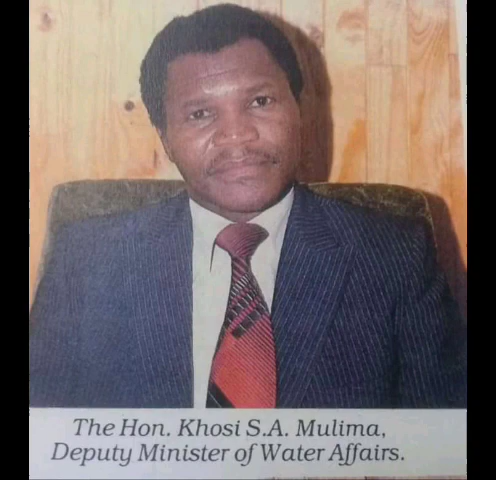 The Hon. Khosi S.A. Mulima,
Deputy Minister of Water Affairs.